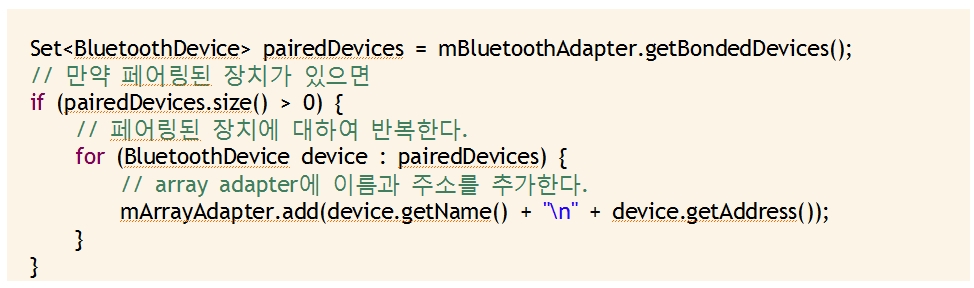 Set<BluetoothDevice> pairedDevices = mBluetoothAdapter.getBondedDevices();
// 만약 페어링된 장치가 있으면
if (pairedDevices.size() > 0) {
    // 페어링된 장치에 대하여 반복한다.
    for (BluetoothDevice device : pairedDevices) {
        // array adapter에 이름과 주소를 추가한다.
        mArrayAdapter.add(device.getName() + "\n" + device.getAddress());
    }
}